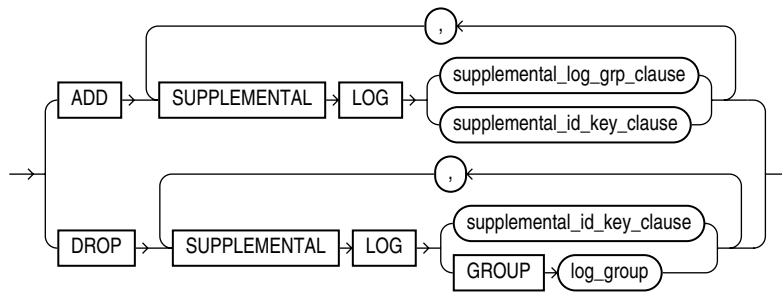 ,
supplemental_log_grp_clause
ADD SUPPLEMENTAL LOG
supplemental_id_key_clause
,
supplemental_id_key_clause
DROP SUPPLEMENTAL LOG
GROUP log_group